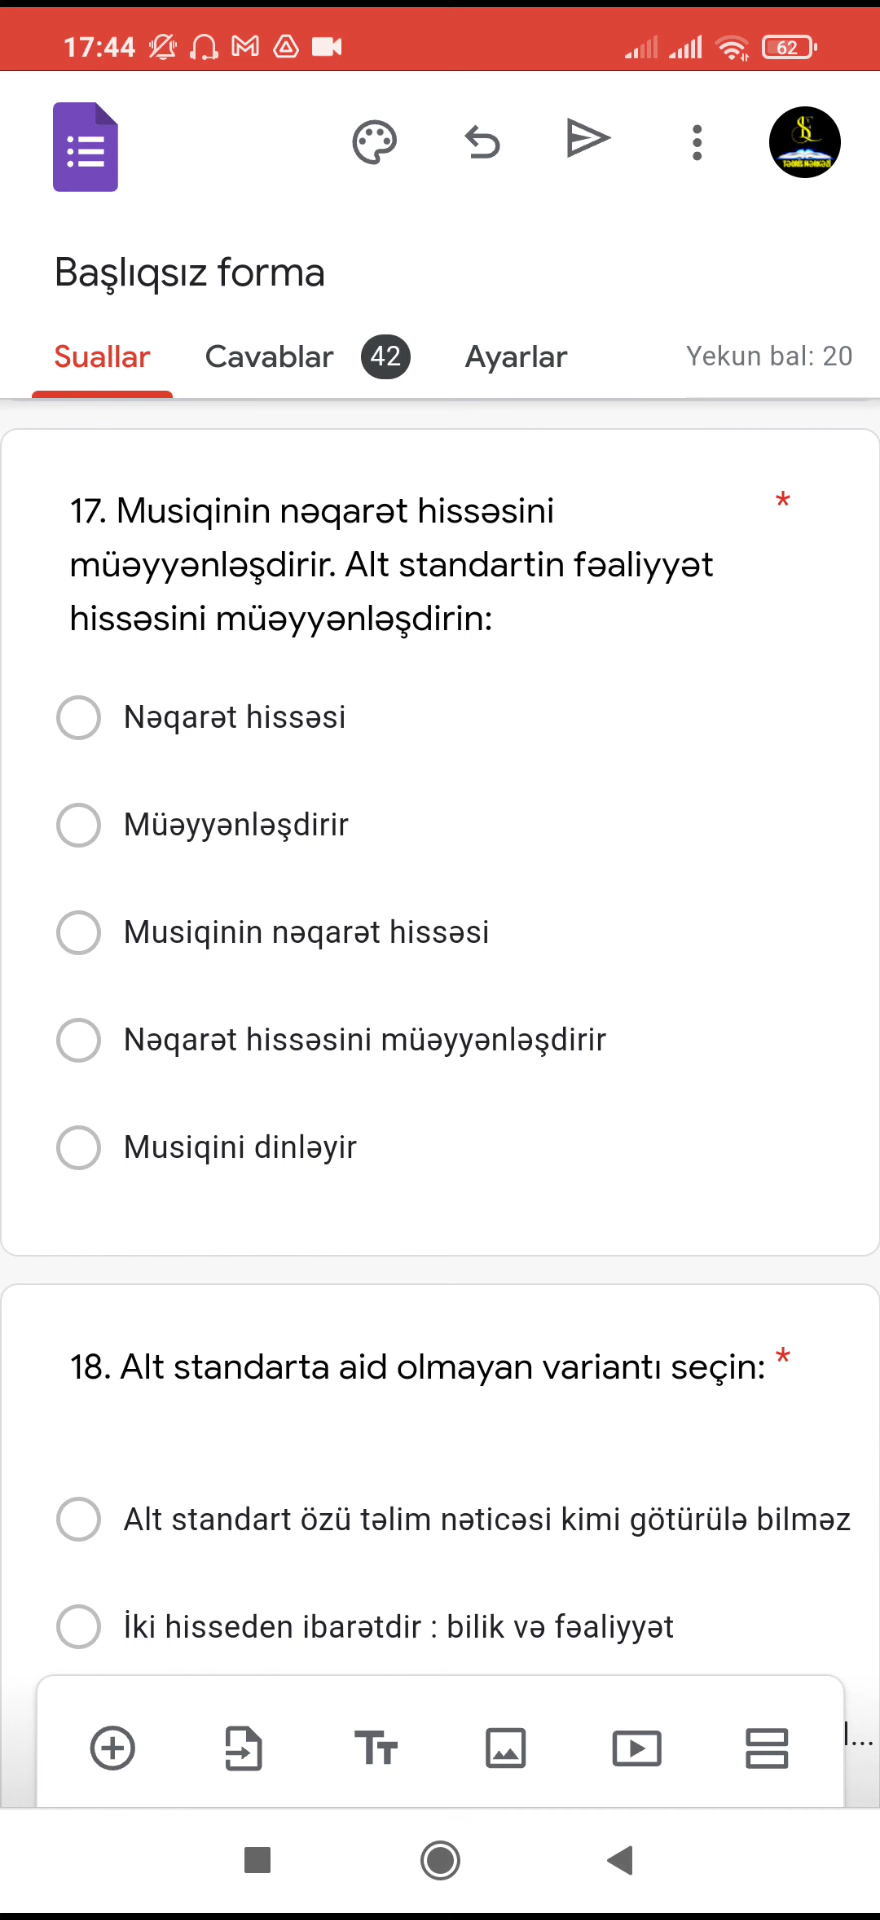 17:44
62
Başlıqsız forma
Suallar
Cavablar 42
Ayarlar
Yekun bal: 20
17. Musiqinin nəqarət hissəsini *
müəyyənləşdirir. Alt standartin fəaliyyət
hissəsini müəyyənləşdirin:
Nəqarət hissəsi
Müəyyənləşdirir
Musiqinin nəqarət hissəsi
Nəqarət hissəsini müəyyənləşdirir
Musiqini dinləyir
18. Alt standarta aid olmayan variantı seçin: *
Alt standart özü təlim nəticəsi kimi götürülə bilməz
İki hisseden ibarətdir : bilik və fəaliyyət
Tт